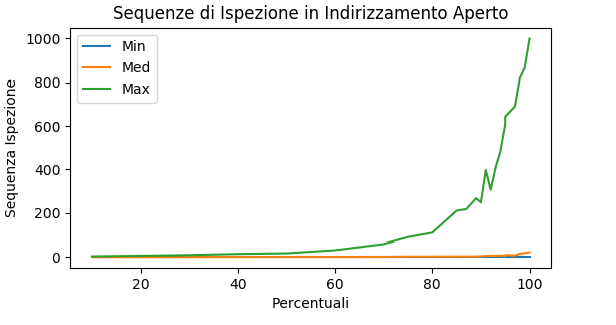 Sequenze di Ispezione in Indirizzamento Aperto
Min
Med
Max
1000
800
600
400
200
0
Sequenza Ispezione
20 40 60 80 100
Percentuali